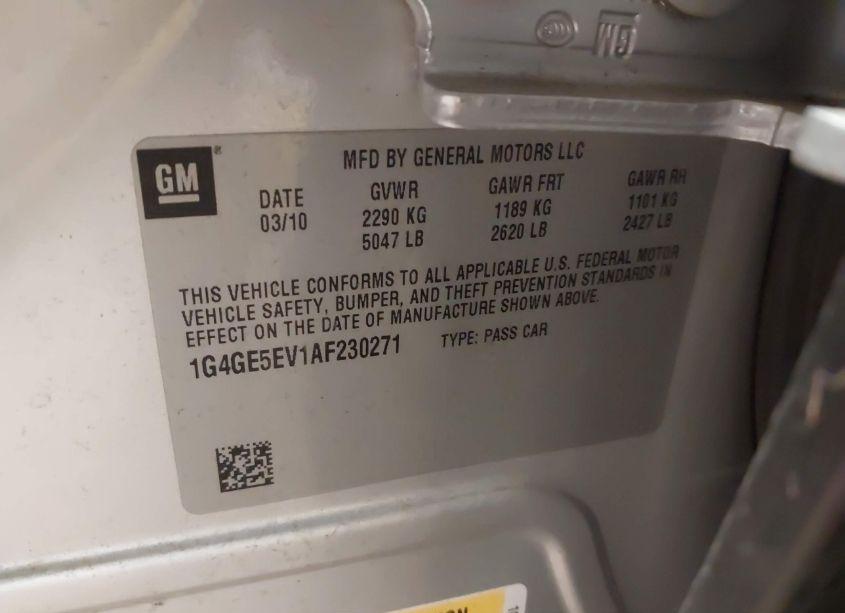 GM
MFD BY GENERAL MOTORS LLC
DATE GVWR GAWR FRT GAWR RR
03/10 2290 KG 1189 KG 1101 KG
5047 LB 2620 LB 2427 LB
THIS VEHICLE CONFORMS TO ALL APPLICABLE U.S. FEDERAL MOTOR
VEHICLE SAFETY, BUMPER, AND THEFT PREVENTION STANDARDS IN
EFFECT ON THE DATE OF MANUFACTURE SHOWN ABOVE.
1G4GE5EV1AF230271 TYPE: PASS CAR